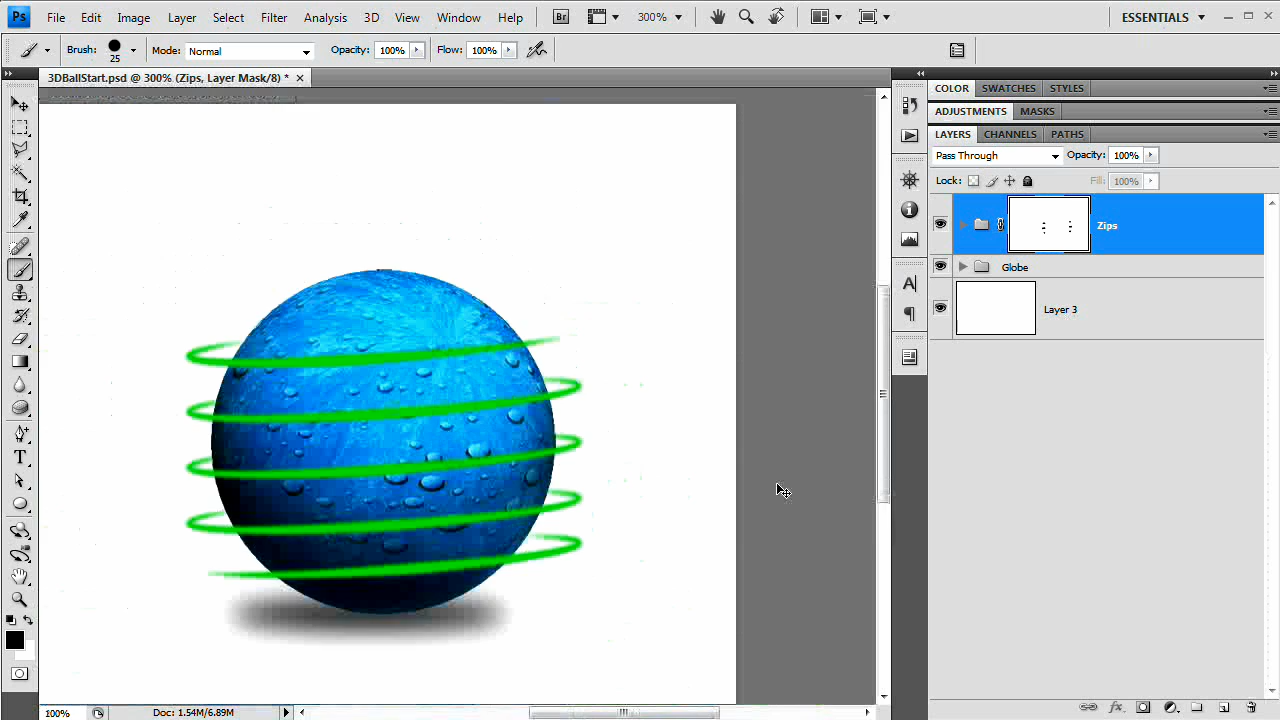 Ps File Edit Image Layer Select Filter Analysis 3D View Window Help Br 300% ESSENTIALS
Brush: 25 Mode: Normal Opacity: 100% Flow: 100%
3DBallStart.psd @ 300% (Zips, Layer Mask/8) *
COLOR SWATCHES STYLES
ADJUSTMENTS MASKS
LAYERS CHANNELS PATHS
Pass Through Opacity: 100%
Lock: Fill: 100%
Zips
Globe
Layer 3
100% Doc: 1.54M/6.89M